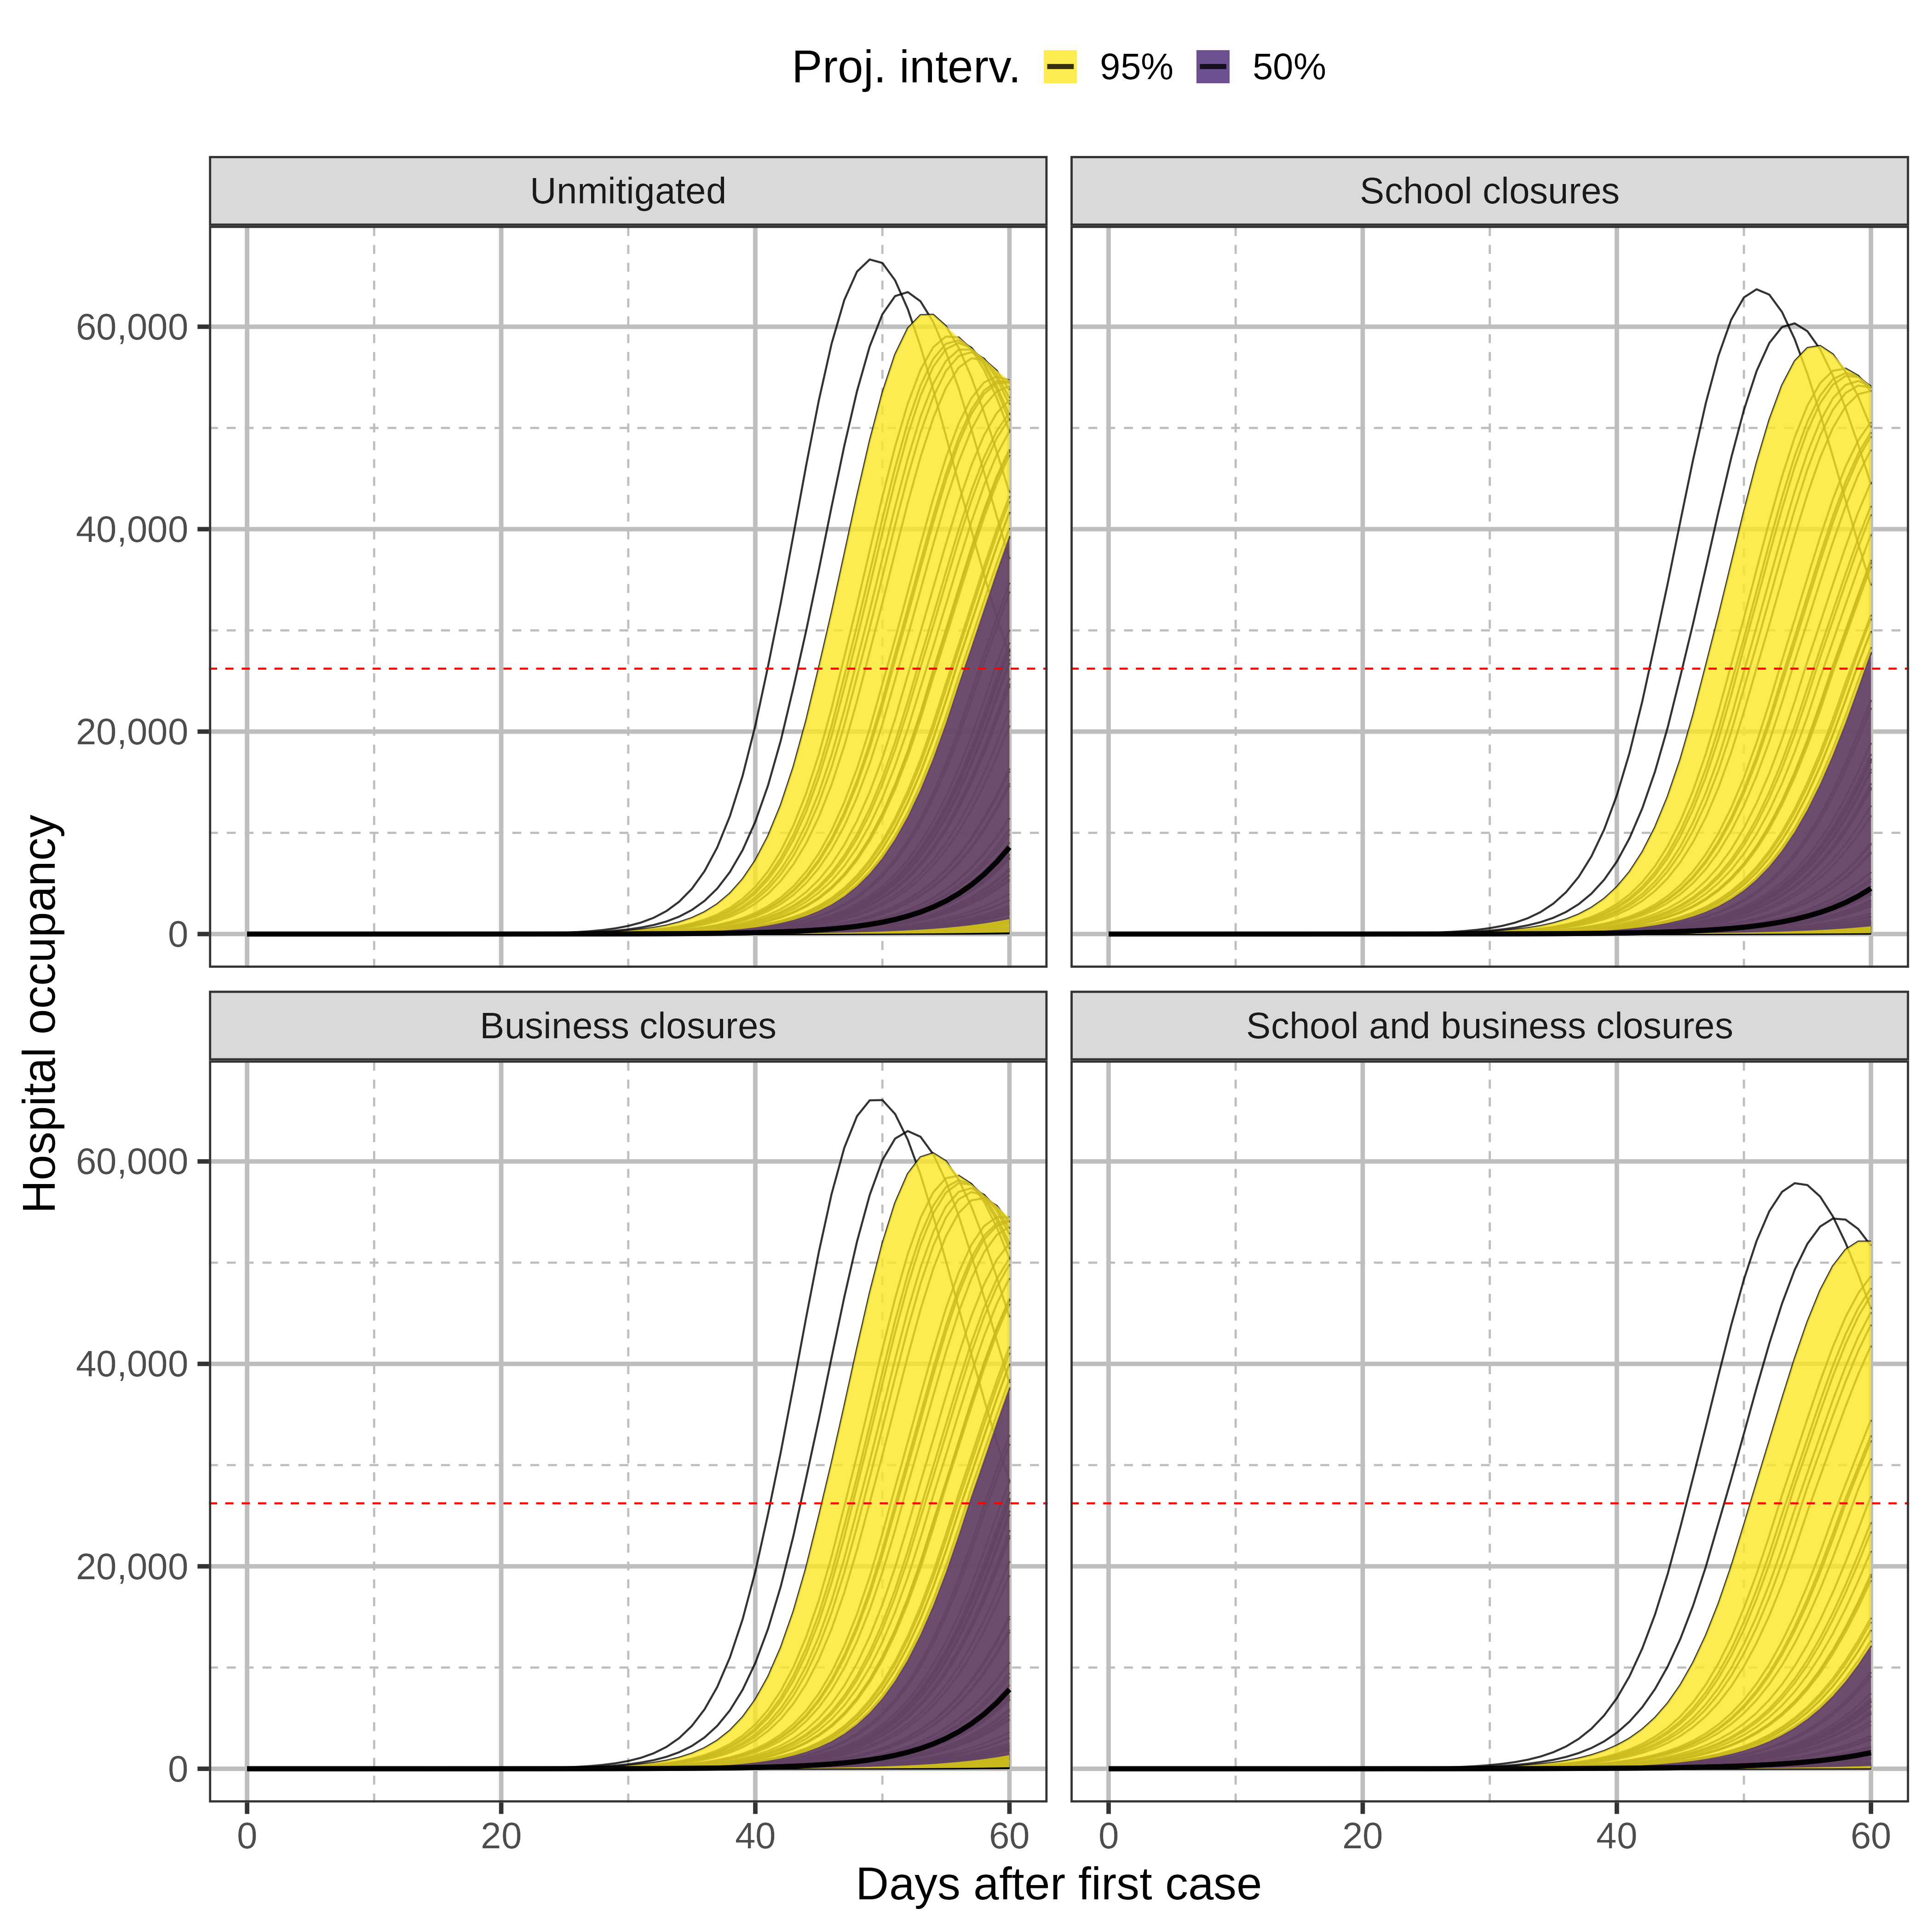 Proj. interv. 95% 50%
Unmitigated
School closures
60,000
40,000
20,000
0
Hospital occupancy
Business closures
School and business closures
60,000
40,000
20,000
0
0 20 40 60
0 20 40 60
Days after first case